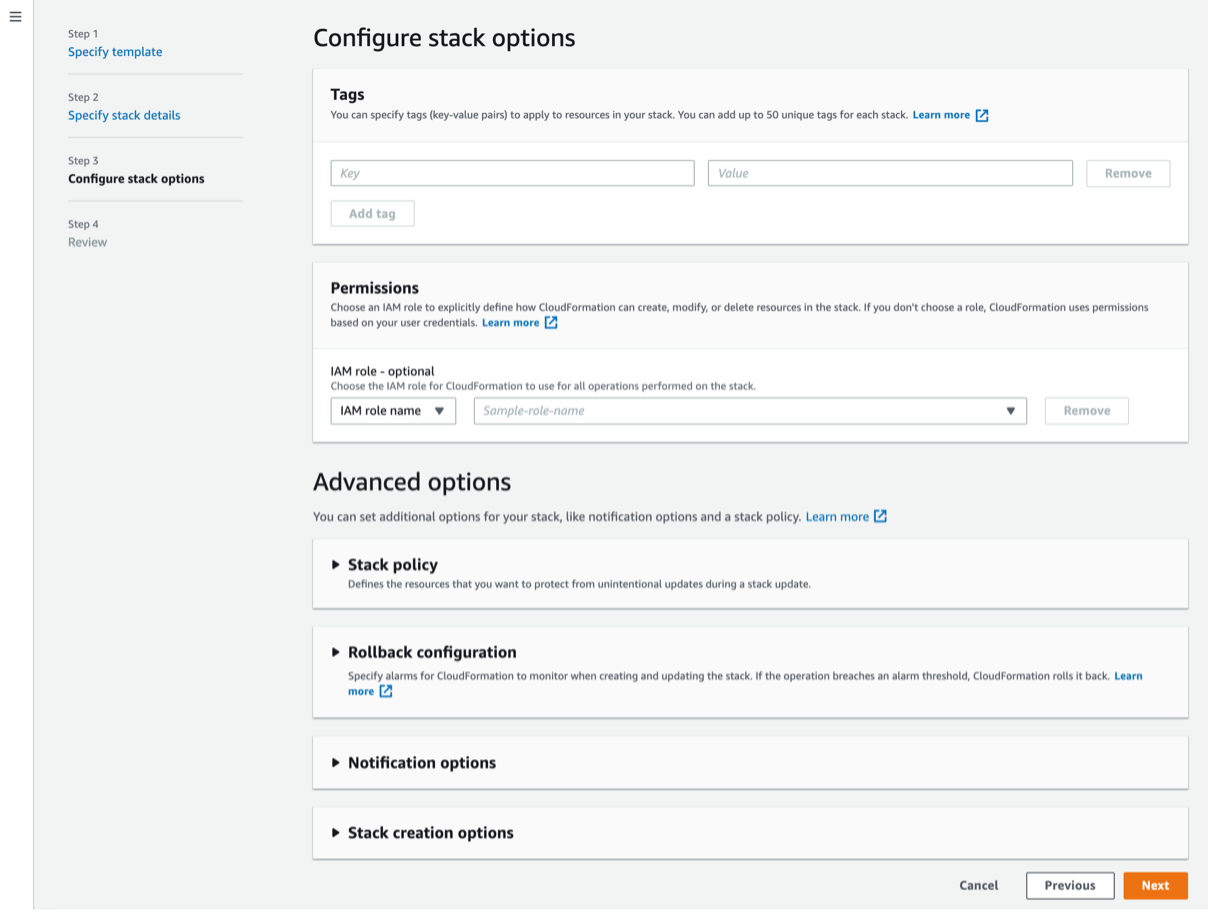 Step 1
Specify template
Step 2
Specify stack details
Step 3
Configure stack options
Step 4
Review
Configure stack options
Tags
You can specify tags (key-value pairs) to apply to resources in your stack. You can add up to 50 unique tags for each stack. Learn more
Key
Value
Remove
Add tag
Permissions
Choose an IAM role to explicitly define how CloudFormation can create, modify, or delete resources in the stack. If you don't choose a role, CloudFormation uses permissions
based on your user credentials. Learn more
IAM role - optional
Choose the IAM role for CloudFormation to use for all operations performed on the stack.
IAM role name
Sample-role-name
Remove
Advanced options
You can set additional options for your stack, like notification options and a stack policy. Learn more
Stack policy
Defines the resources that you want to protect from unintentional updates during a stack update.
Rollback configuration
Specify alarms for CloudFormation to monitor when creating and updating the stack. If the operation breaches an alarm threshold, CloudFormation rolls it back. Learn
more
Notification options
Stack creation options
Cancel
Previous
Next